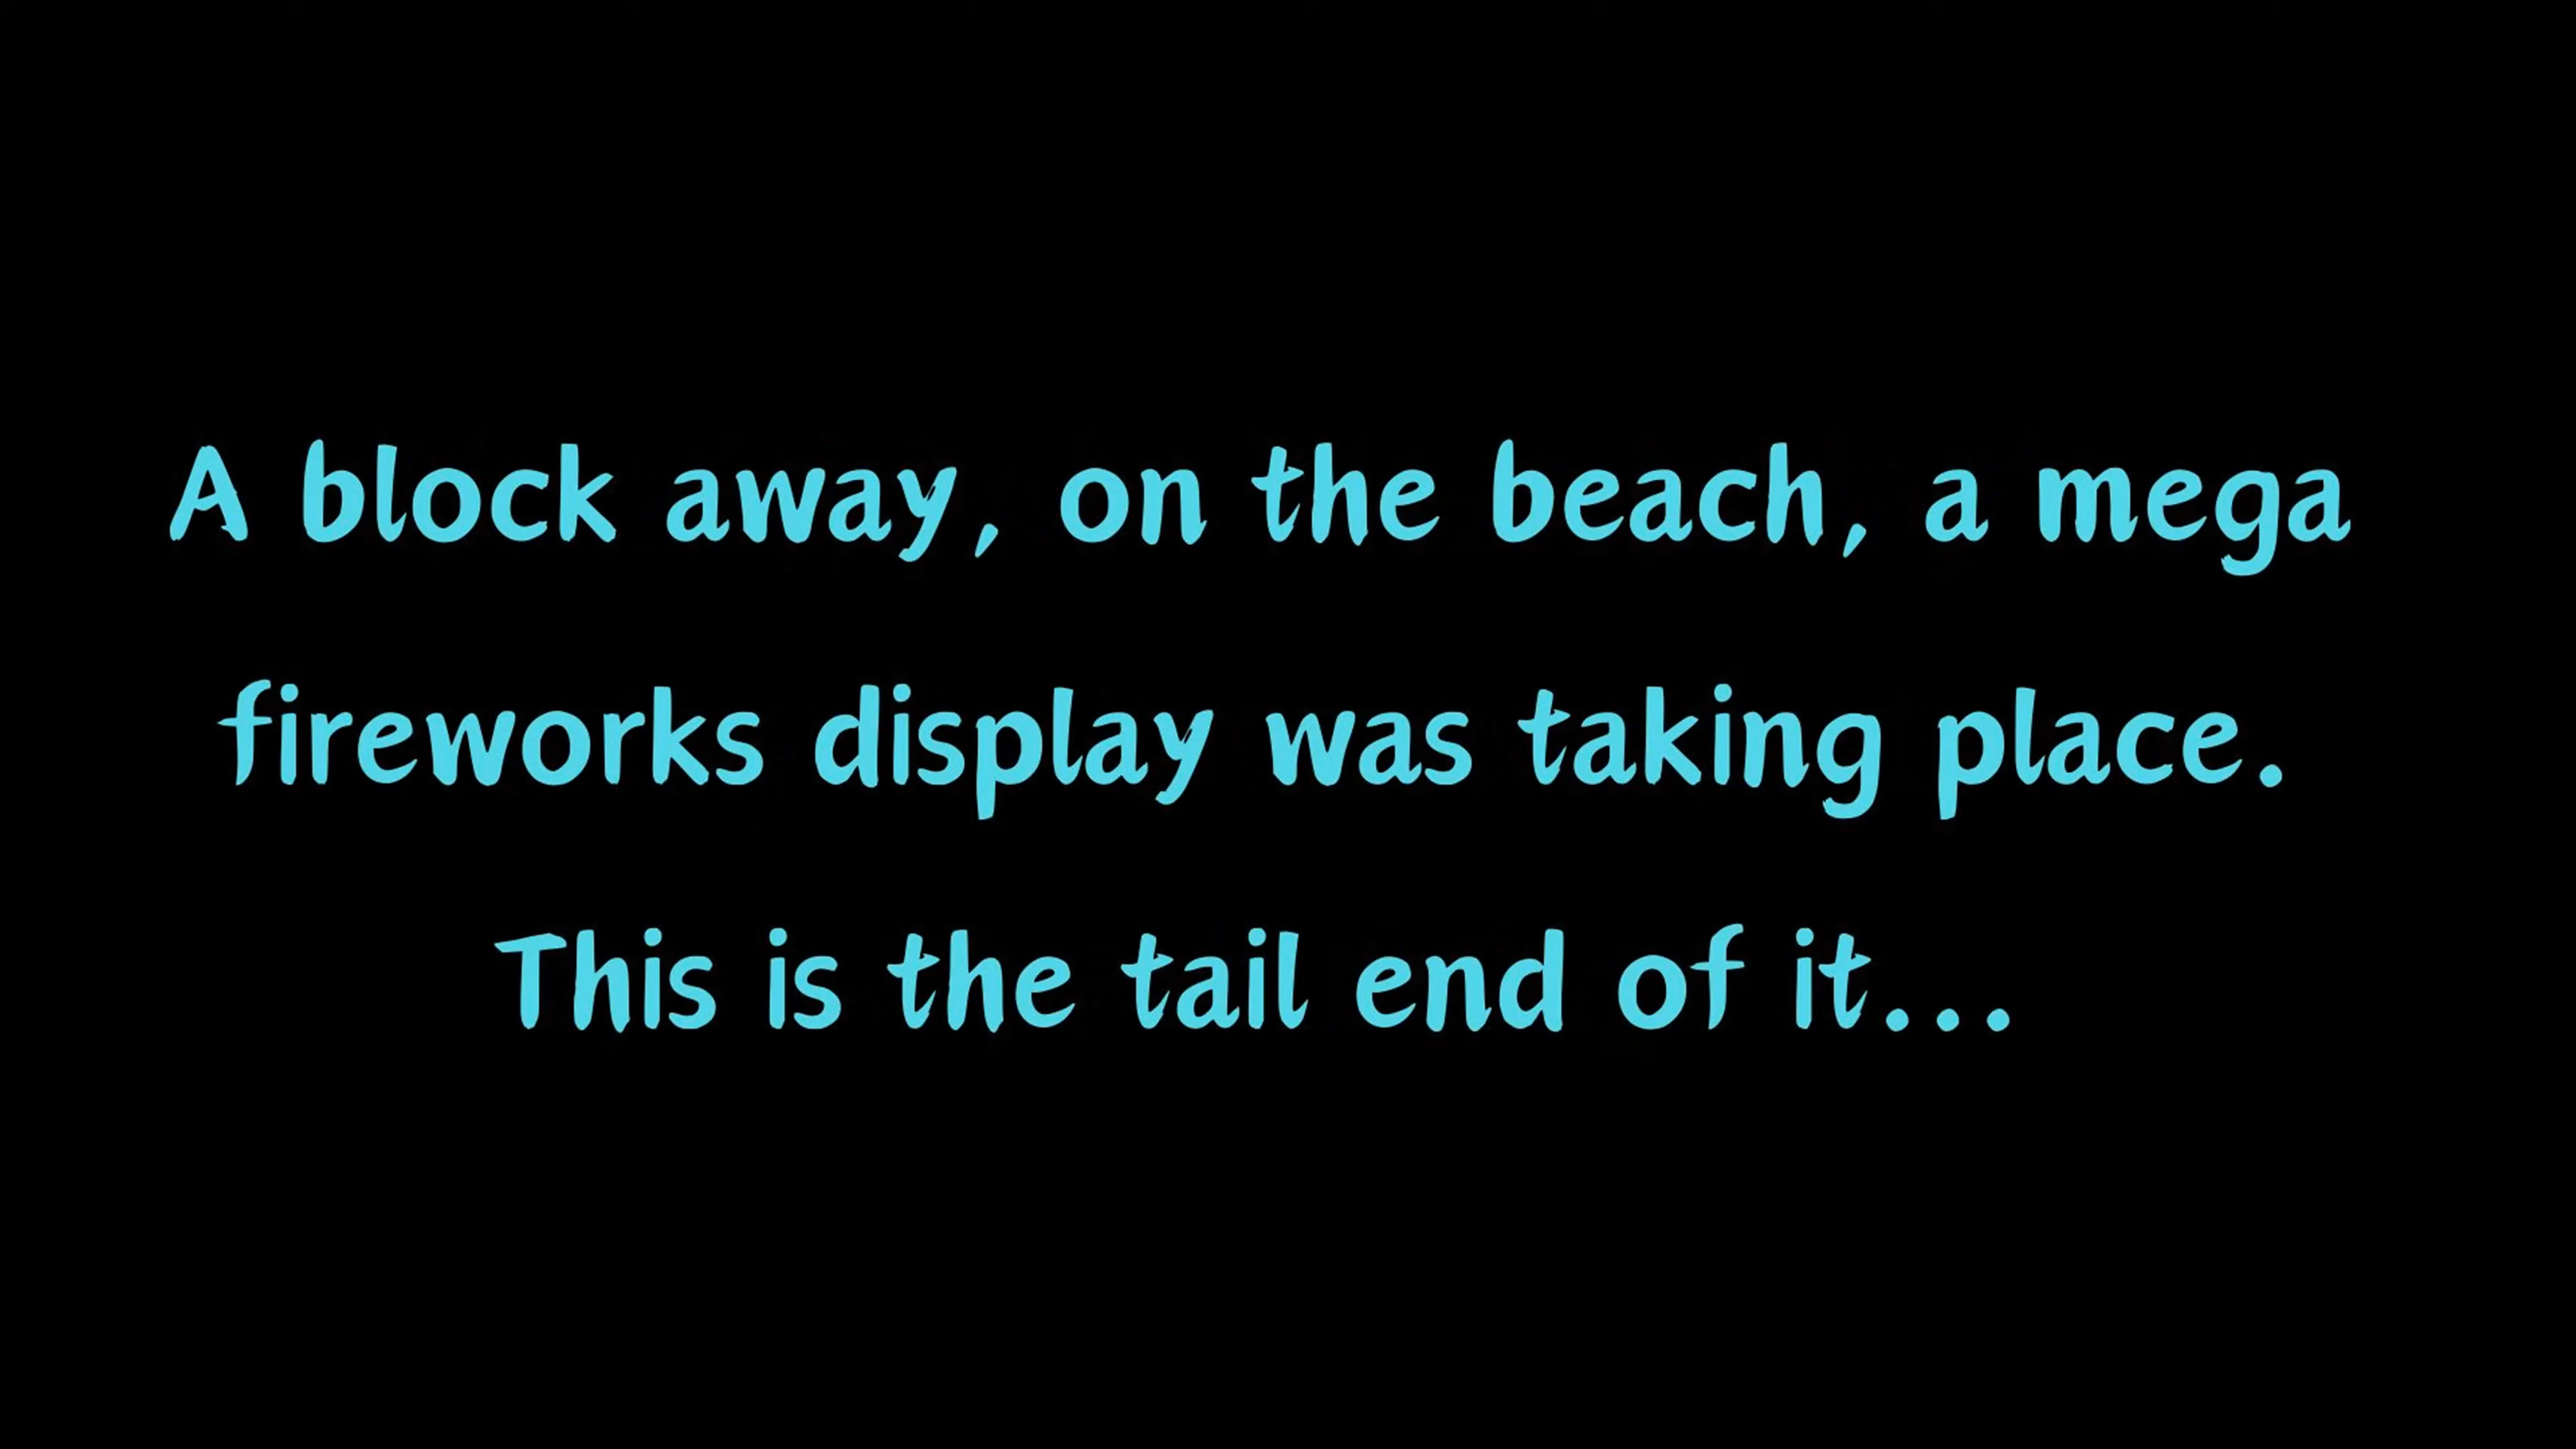 A block away, on the beach, a mega
fireworks display was taking place.
This is the tail end of it...